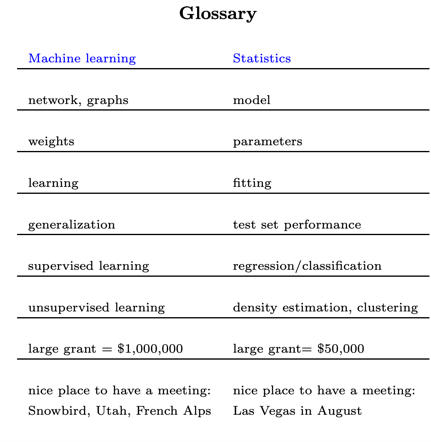 Glossary
Machine learning Statistics
network, graphs model
weights parameters
learning fitting
generalization test set performance
supervised learning regression/classification
unsupervised learning density estimation, clustering
large grant = $1,000,000 large grant= $50,000
nice place to have a meeting: nice place to have a meeting:
Snowbird, Utah, French Alps Las Vegas in August